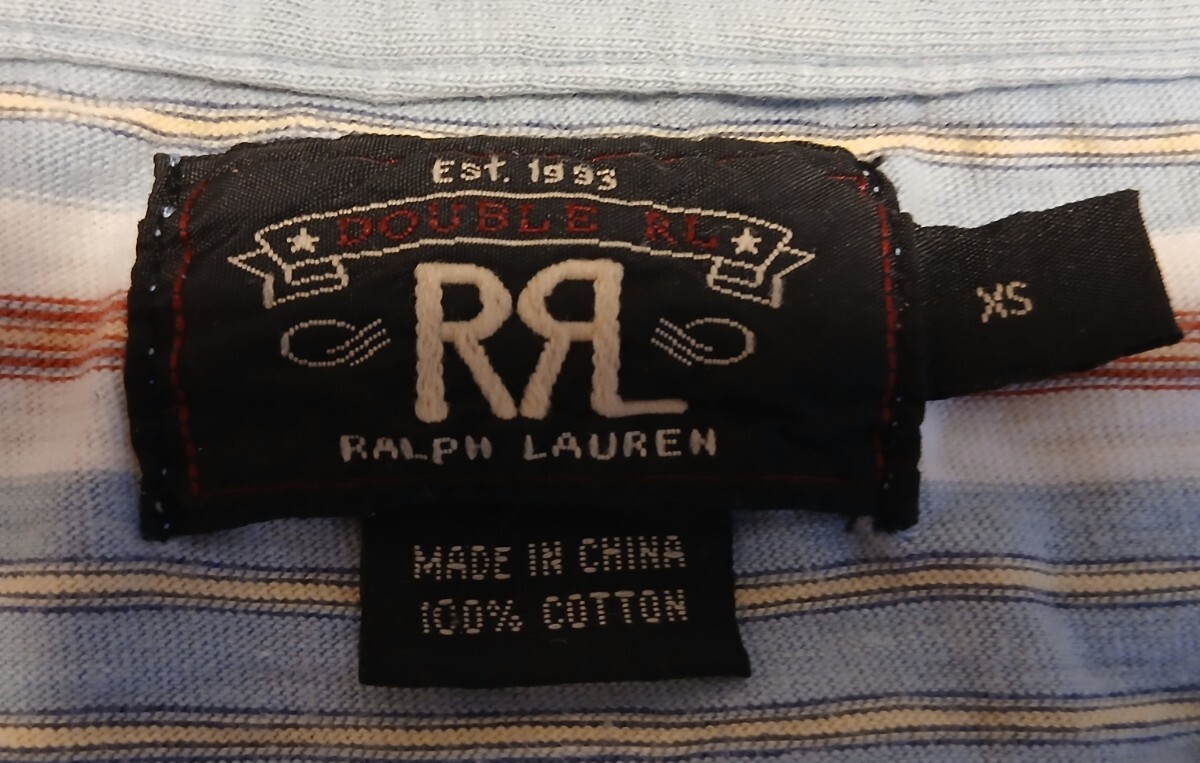 Est. 1993
DOUBLE RL
RRL
RALPH LAUREN
XS
MADE IN CHINA
100% COTTON